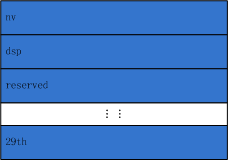 nv
dsp
reserved
⋮ ⋮
29th